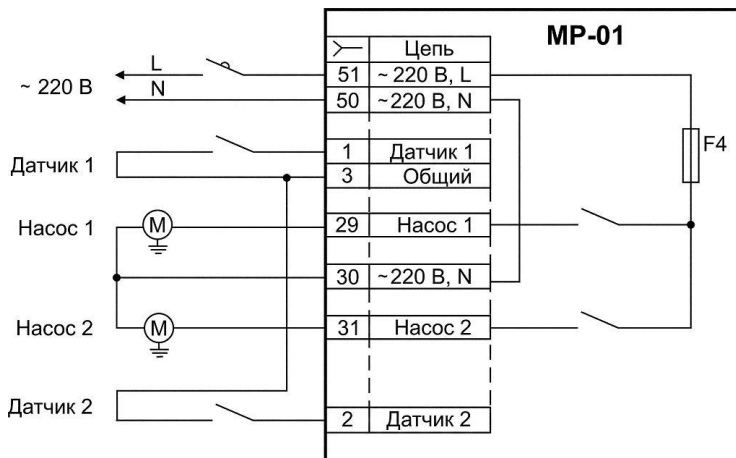 МР-01
Цепь
L
51 ~ 220 В, L
~ 220 В
N
50 ~220 В, N
F4
1 Датчик 1
Датчик 1
3 Общий
Насос 1
M
29 Насос 1
30 ~220 В, N
Насос 2
M
31 Насос 2
Датчик 2
2 Датчик 2